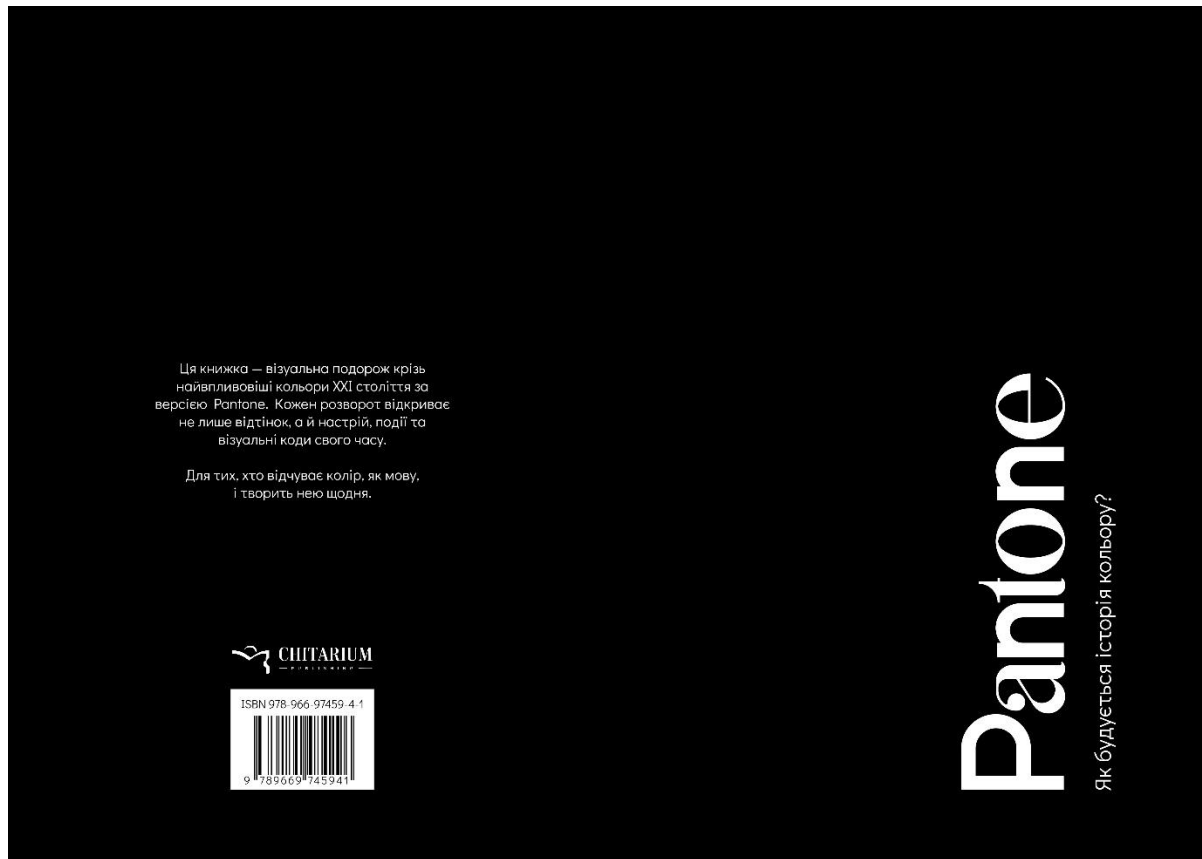 Ця книжка — візуальна подорож крізь
найвпливовіші кольори XXI століття за
версією Pantone. Кожен розворот відкриває
не лише відтінок, а й настрій, події та
візуальні коди свого часу.
Для тих, хто відчуває колір, як мову,
і творить нею щодня.
CHITARIUM
PUBLISHING
ISBN 978-966-97459-4-1
9 789669 745941
Pantone
Як будується історія кольору?